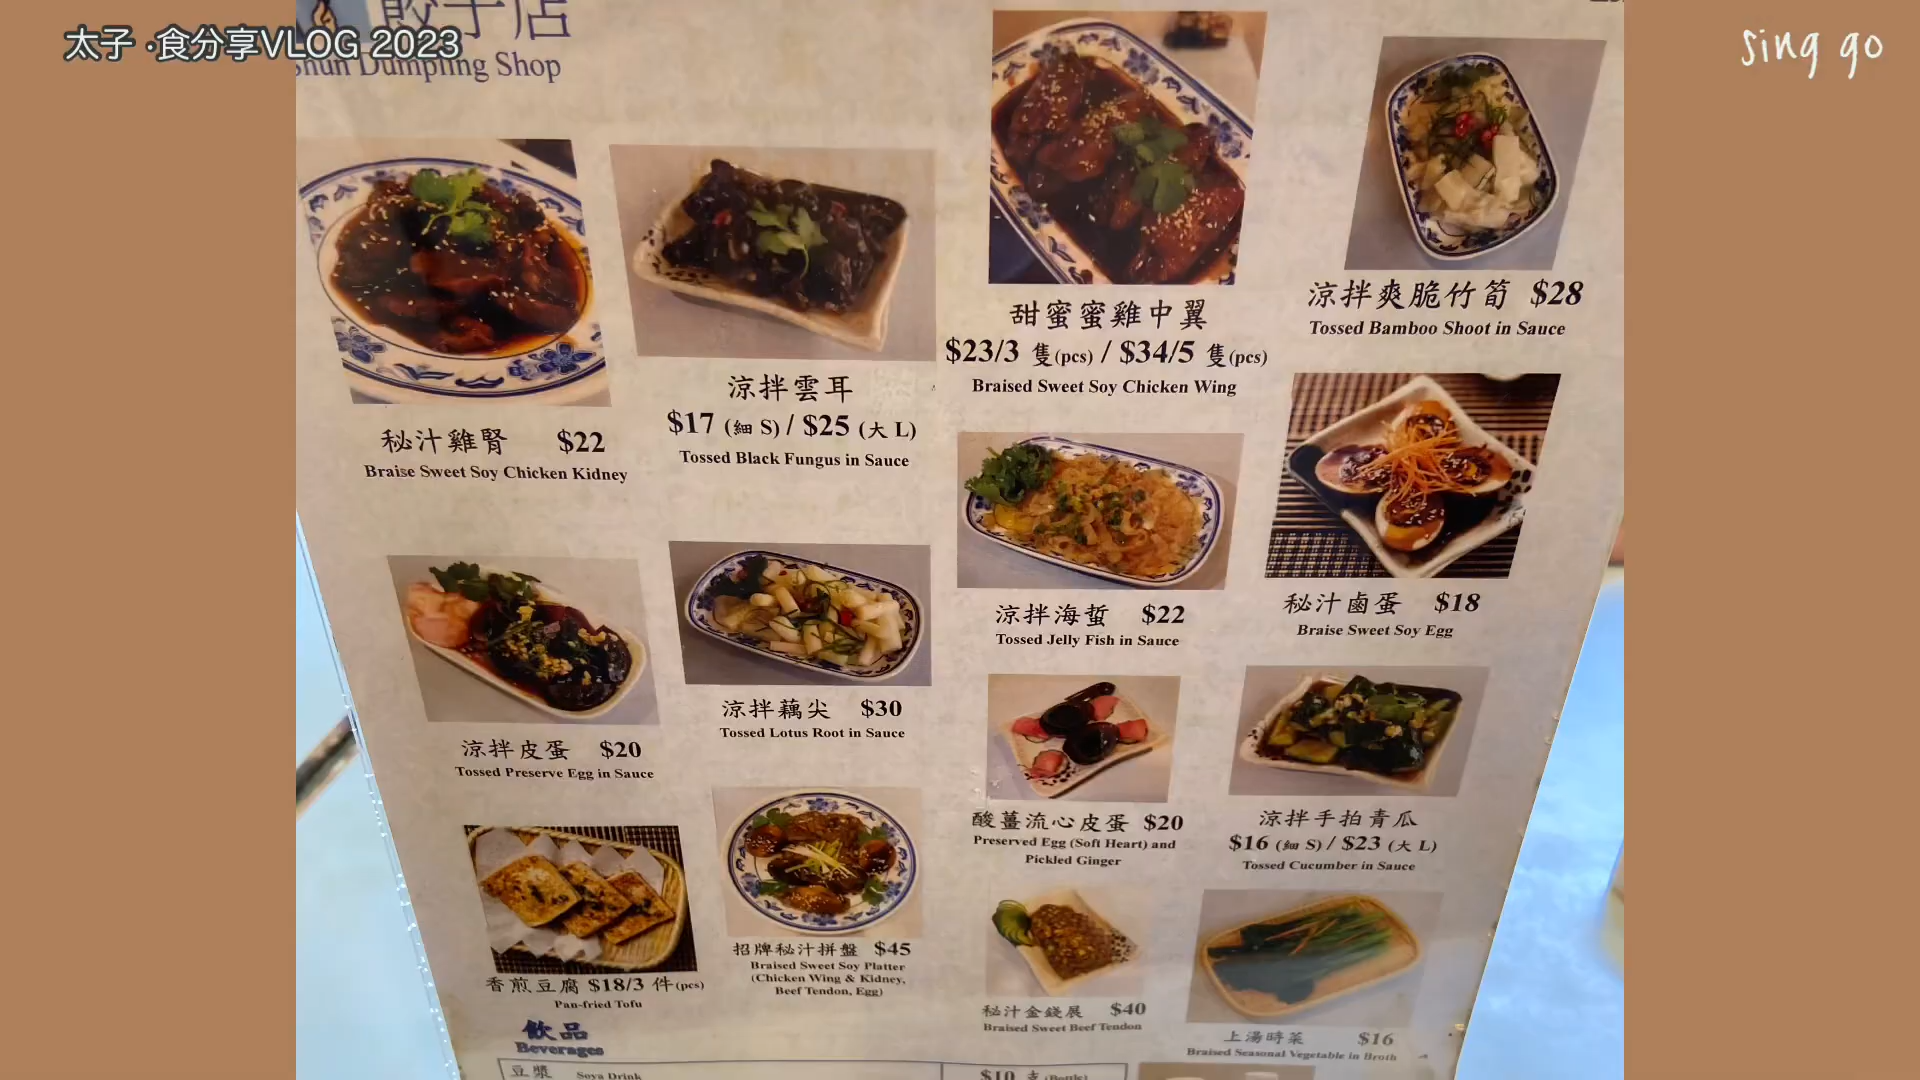 太子 ·食分享VLOG 2023
sing go
餃子店
Shun Dumpling Shop
秘汁雞腎 $22
Braise Sweet Soy Chicken Kidney
涼拌雲耳
$17 (細 S) / $25 (大 L)
Tossed Black Fungus in Sauce
甜蜜蜜雞中翼
$23/3 隻(pcs) / $34/5 隻(pcs)
Braised Sweet Soy Chicken Wing
涼拌爽脆竹筍 $28
Tossed Bamboo Shoot in Sauce
涼拌海蜇 $22
Tossed Jelly Fish in Sauce
秘汁鹵蛋 $18
Braise Sweet Soy Egg
涼拌皮蛋 $20
Tossed Preserve Egg in Sauce
涼拌藕尖 $30
Tossed Lotus Root in Sauce
酸薑流心皮蛋 $20
Preserved Egg (Soft Heart) and
Pickled Ginger
涼拌手拍青瓜
$16 (細 S) / $23 (大 L)
Tossed Cucumber in Sauce
香煎豆腐 $18/3 件(pcs)
Pan-fried Tofu
招牌秘汁拼盤 $45
Braised Sweet Soy Platter
(Chicken Wing & Kidney,
Beef Tendon, Egg)
秘汁金錢展 $40
Braised Sweet Beef Tendon
上湯時菜 $16
Braised Seasonal Vegetable in Broth
飲品
Beverages
豆漿 Soya Drink $10 支(Bottle)